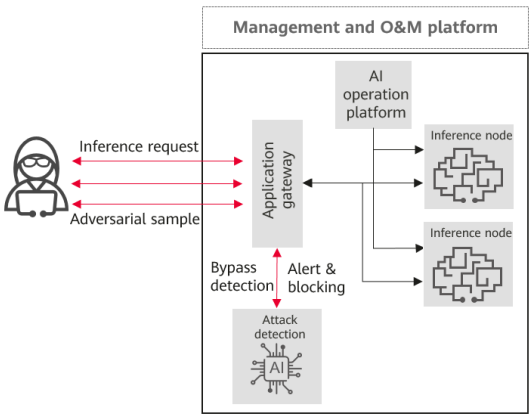 Management and O&M platform
AI
operation
platform
Inference request
Adversarial sample
Application
gateway
Inference node
Inference node
Bypass
detection
Alert &
blocking
Attack
detection
AI